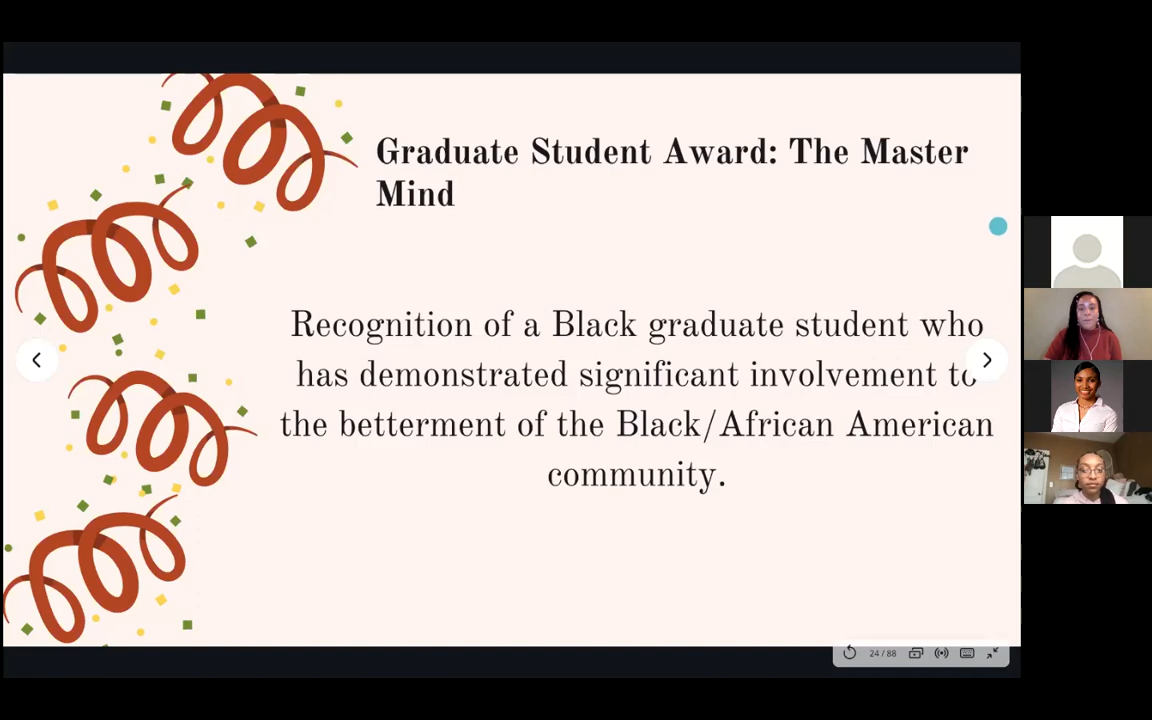 Graduate Student Award: The Master
Mind
Recognition of a Black graduate student who
has demonstrated significant involvement to
the betterment of the Black/African American
community.
24 / 88